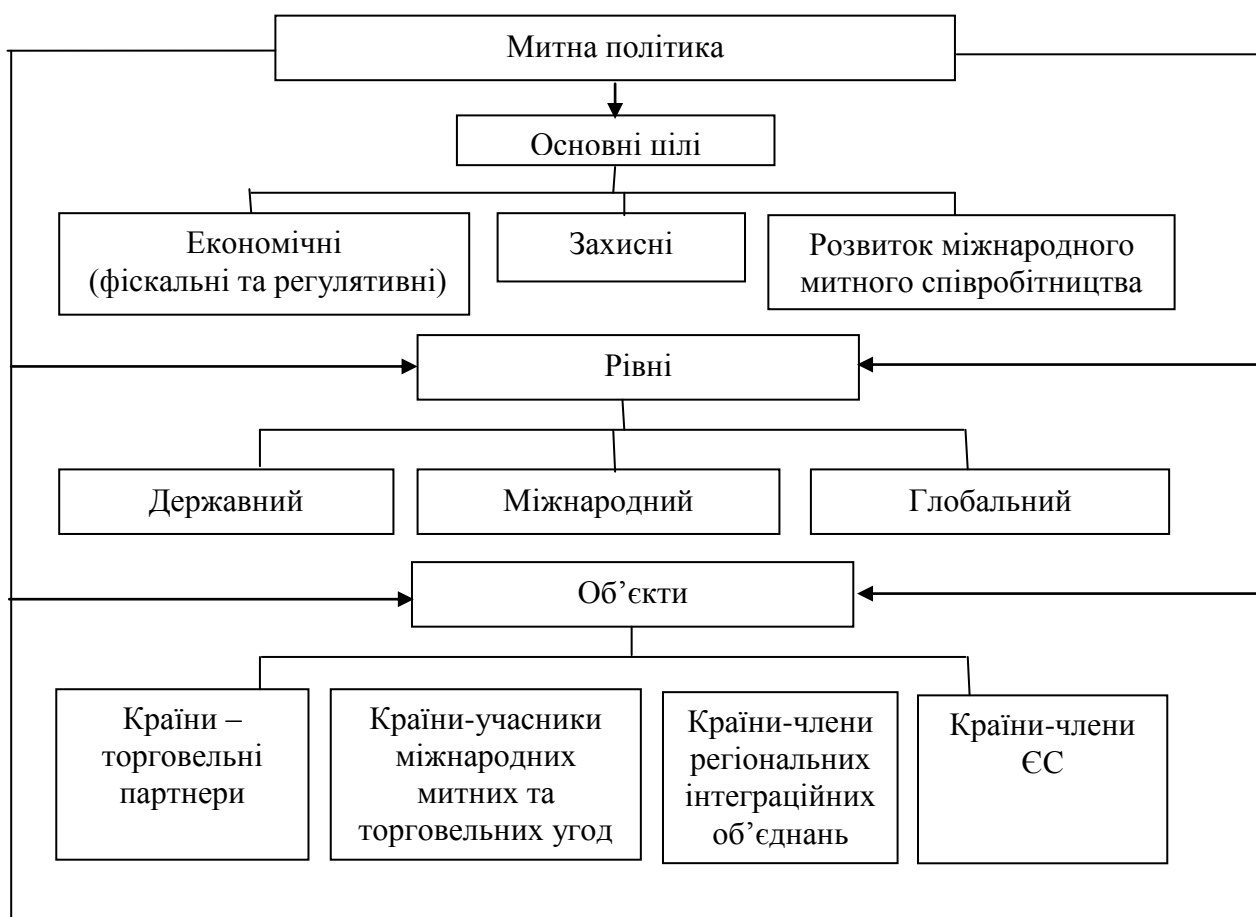 Митна політика
Основні цілі
Економічні
(фіскальні та регулятивні)
Захисні
Розвиток міжнародного
митного співробітництва
Рівні
Державний
Міжнародний
Глобальний
Об’єкти
Країни –
торговельні
партнери
Країни-учасники
міжнародних
митних та
торговельних угод
Країни-члени
регіональних
інтеграційних
об’єднань
Країни-члени
ЄС